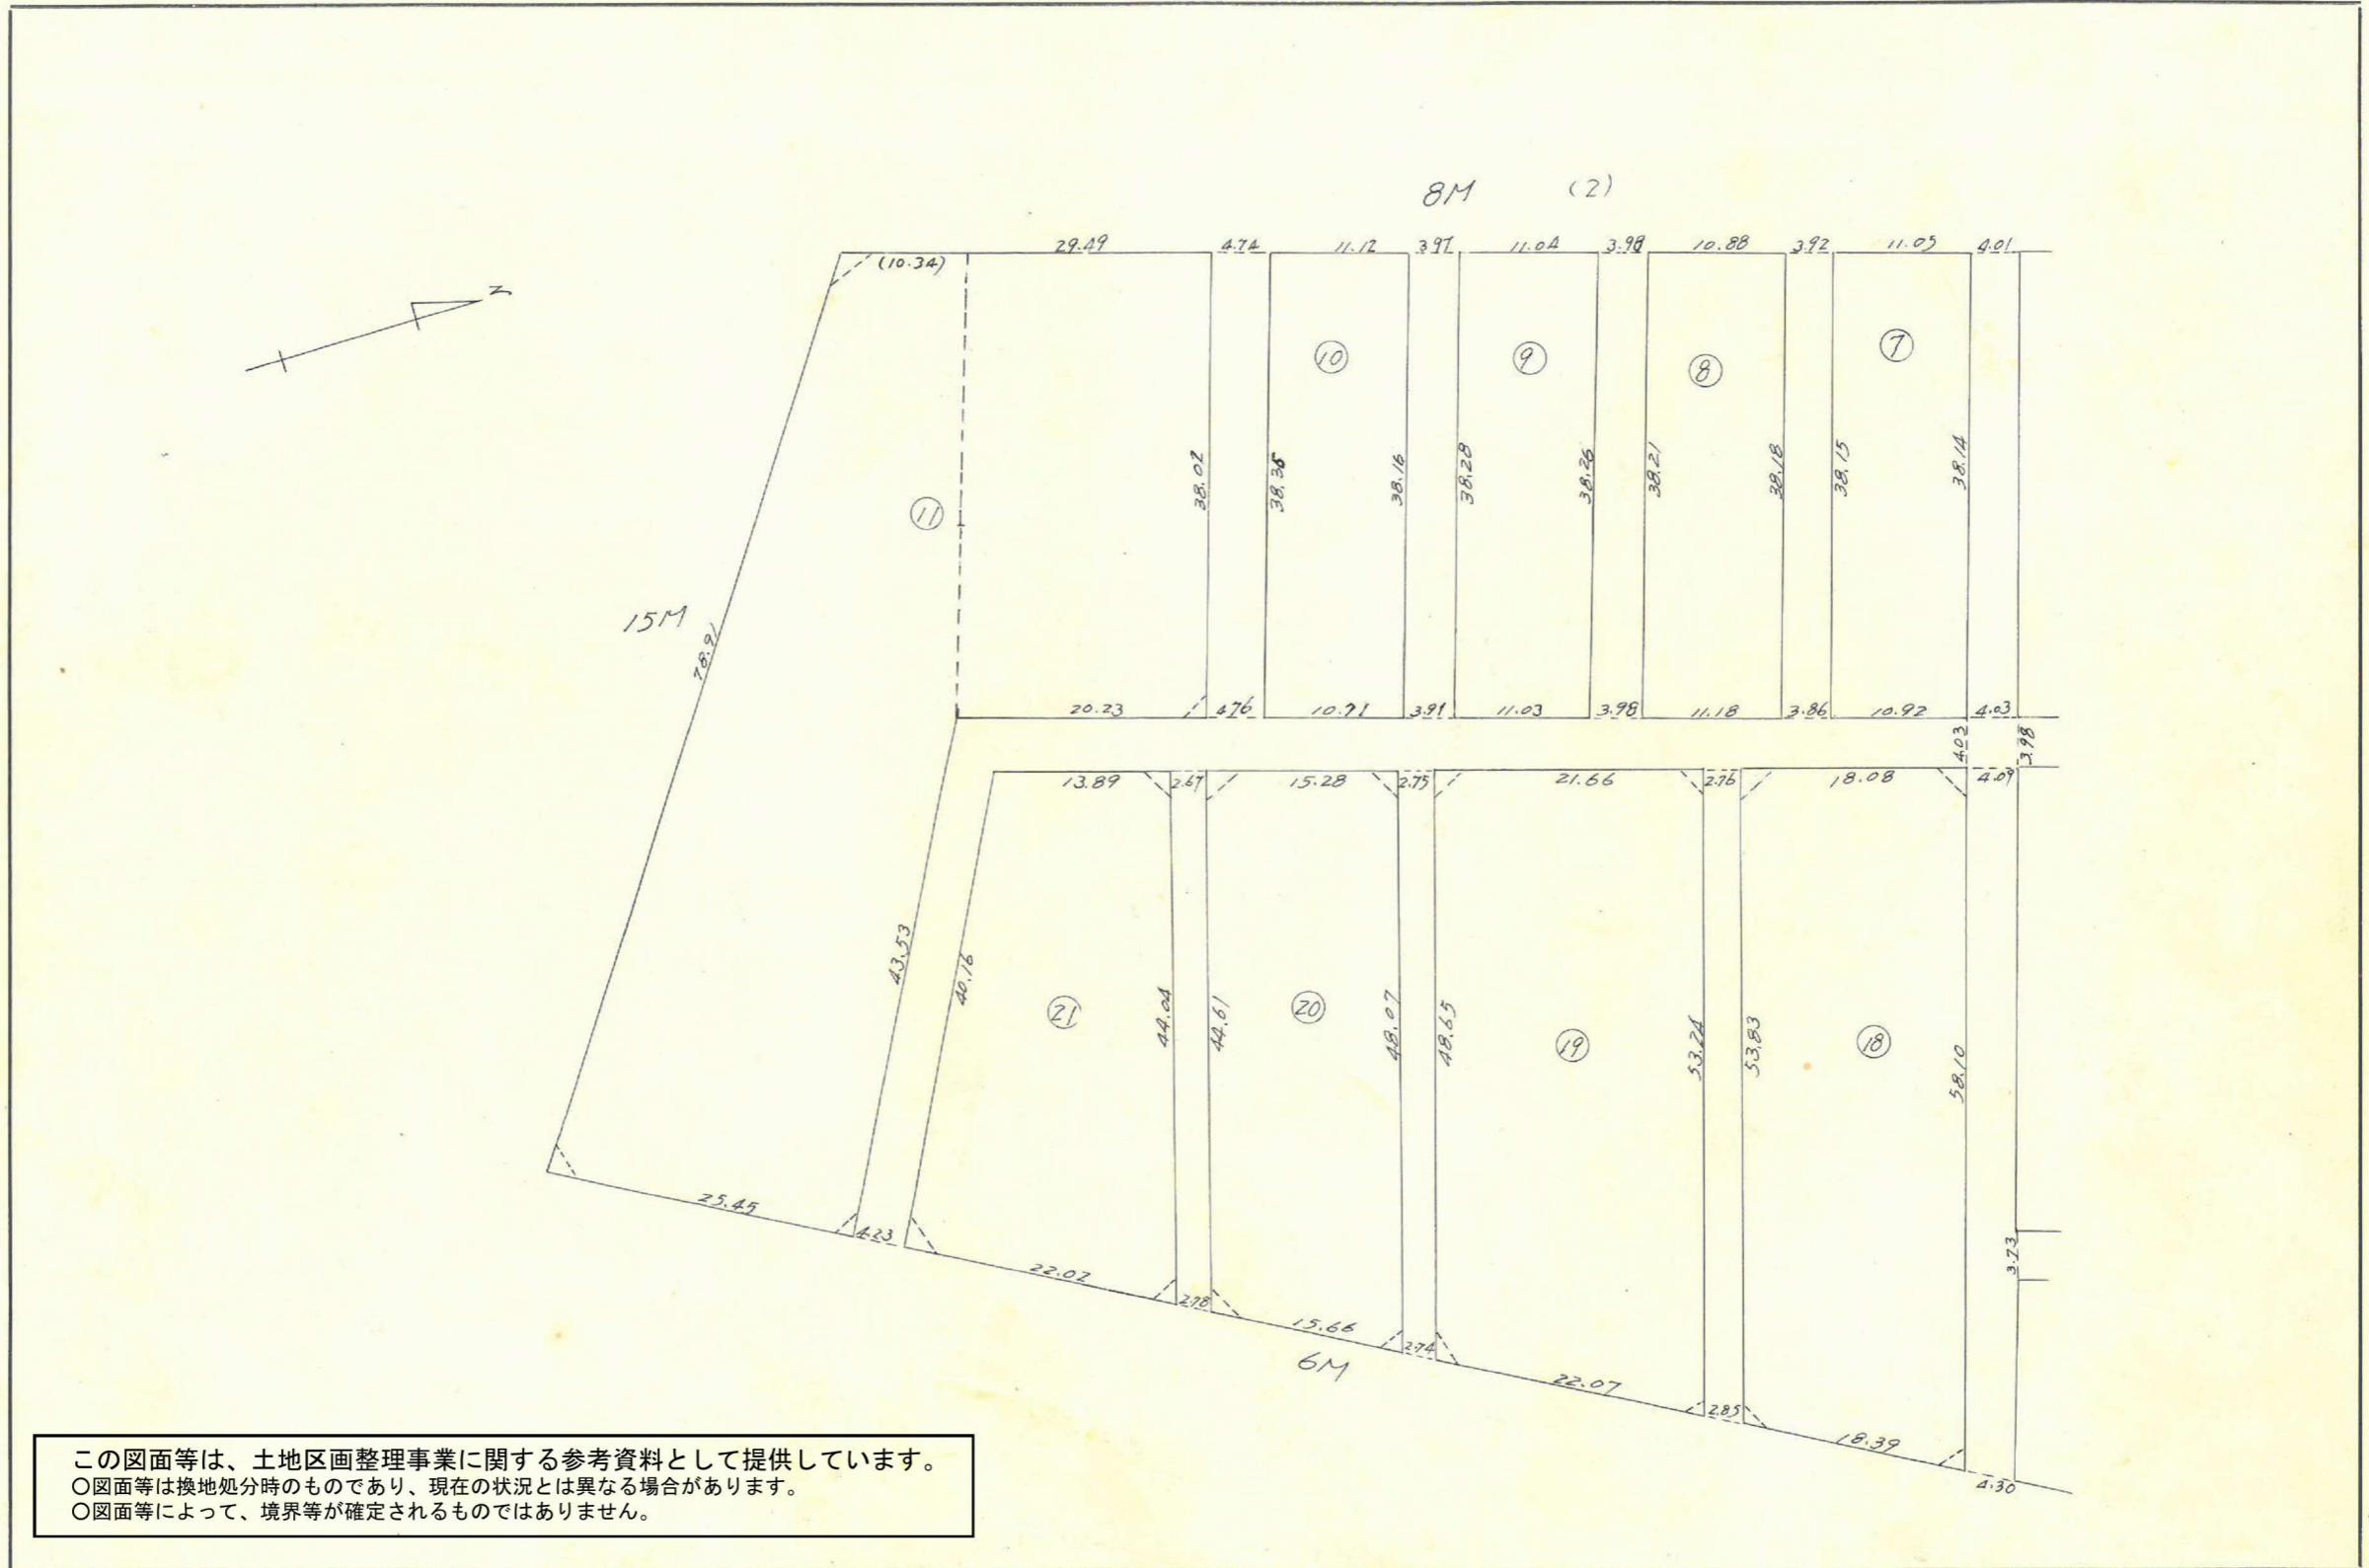 8M (2)
29.49 4.74 11.12 3.97 11.04 3.98 10.88 3.92 11.05 4.01
(10.34)
N
⑩ ⑨ ⑧ ⑦
38.02 38.16 38.28 38.26 38.21 38.18 38.15 38.14
⑪
15M
78.91
20.23 4.76 10.91 3.91 11.03 3.98 11.18 3.86 10.92 4.03
4.03 3.98
13.89 2.67 15.28 2.75 21.66 2.76 18.08 4.09
43.53 40.16 44.04 44.61 48.07 48.65 53.24 53.83 58.10
㉑ ⑳ ⑲ ⑱
25.45 4.23 22.02 2.78 15.66 2.74 22.07 2.85 18.39 4.30
3.73
6M
この図面等は、土地区画整理事業に関する参考資料として提供しています。
〇図面等は換地処分時のものであり、現在の状況とは異なる場合があります。
〇図面等によって、境界等が確定されるものではありません。